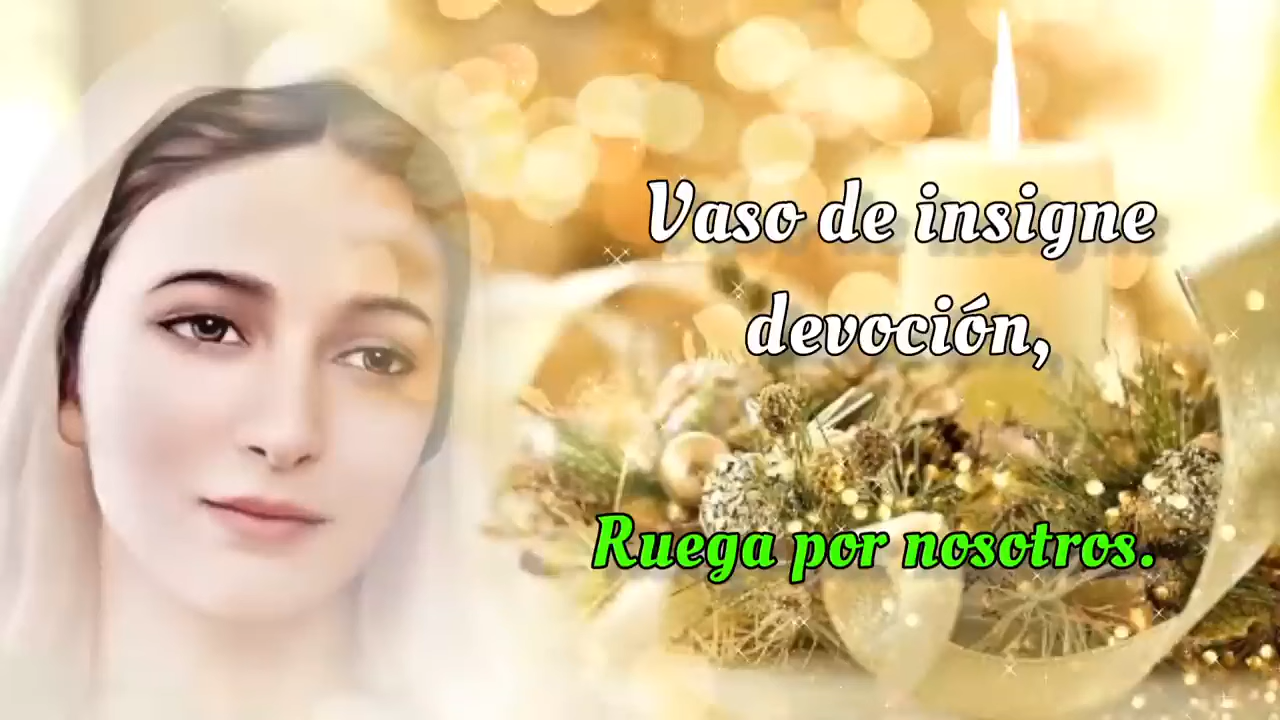 Vaso de insigne
devoción,
Ruega por nosotros.